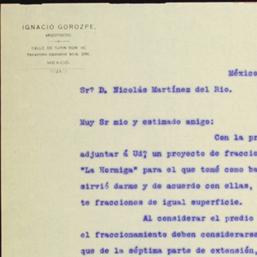 IGNACIO GOROZPE,
ARQUITECTO.
CALLE DE
MEXICO.
México
Sr? D. Nicolás Martínez del Rio.
Muy Sr mio y estimado amigo:
Con la pr
adjuntar á Ud? un proyecto de fracci
"La Hormiga" para el que tomé como ba
sirvió darme y de acuerdo con ellas,
te fracciones de igual superficie.
Al considerar el predio
el fraccionamiento deben considerars
que de la séptima parte de extensión,